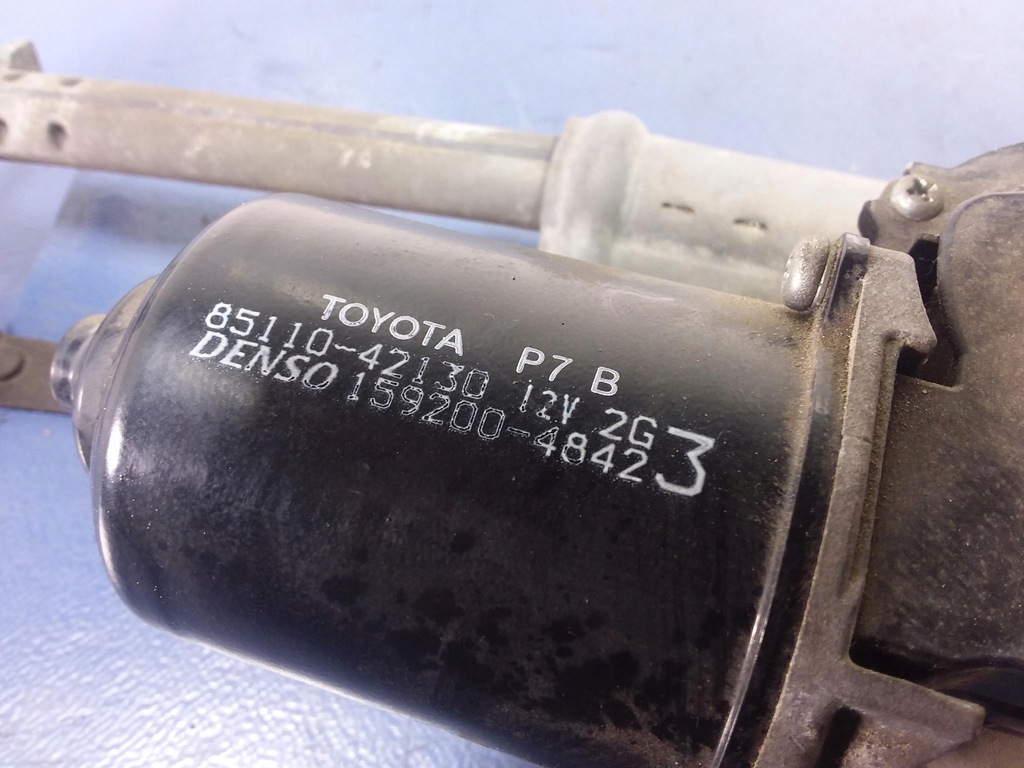 TOYOTA P7 B
85110-42130 12V 2G
DENSO 159200-4842 3